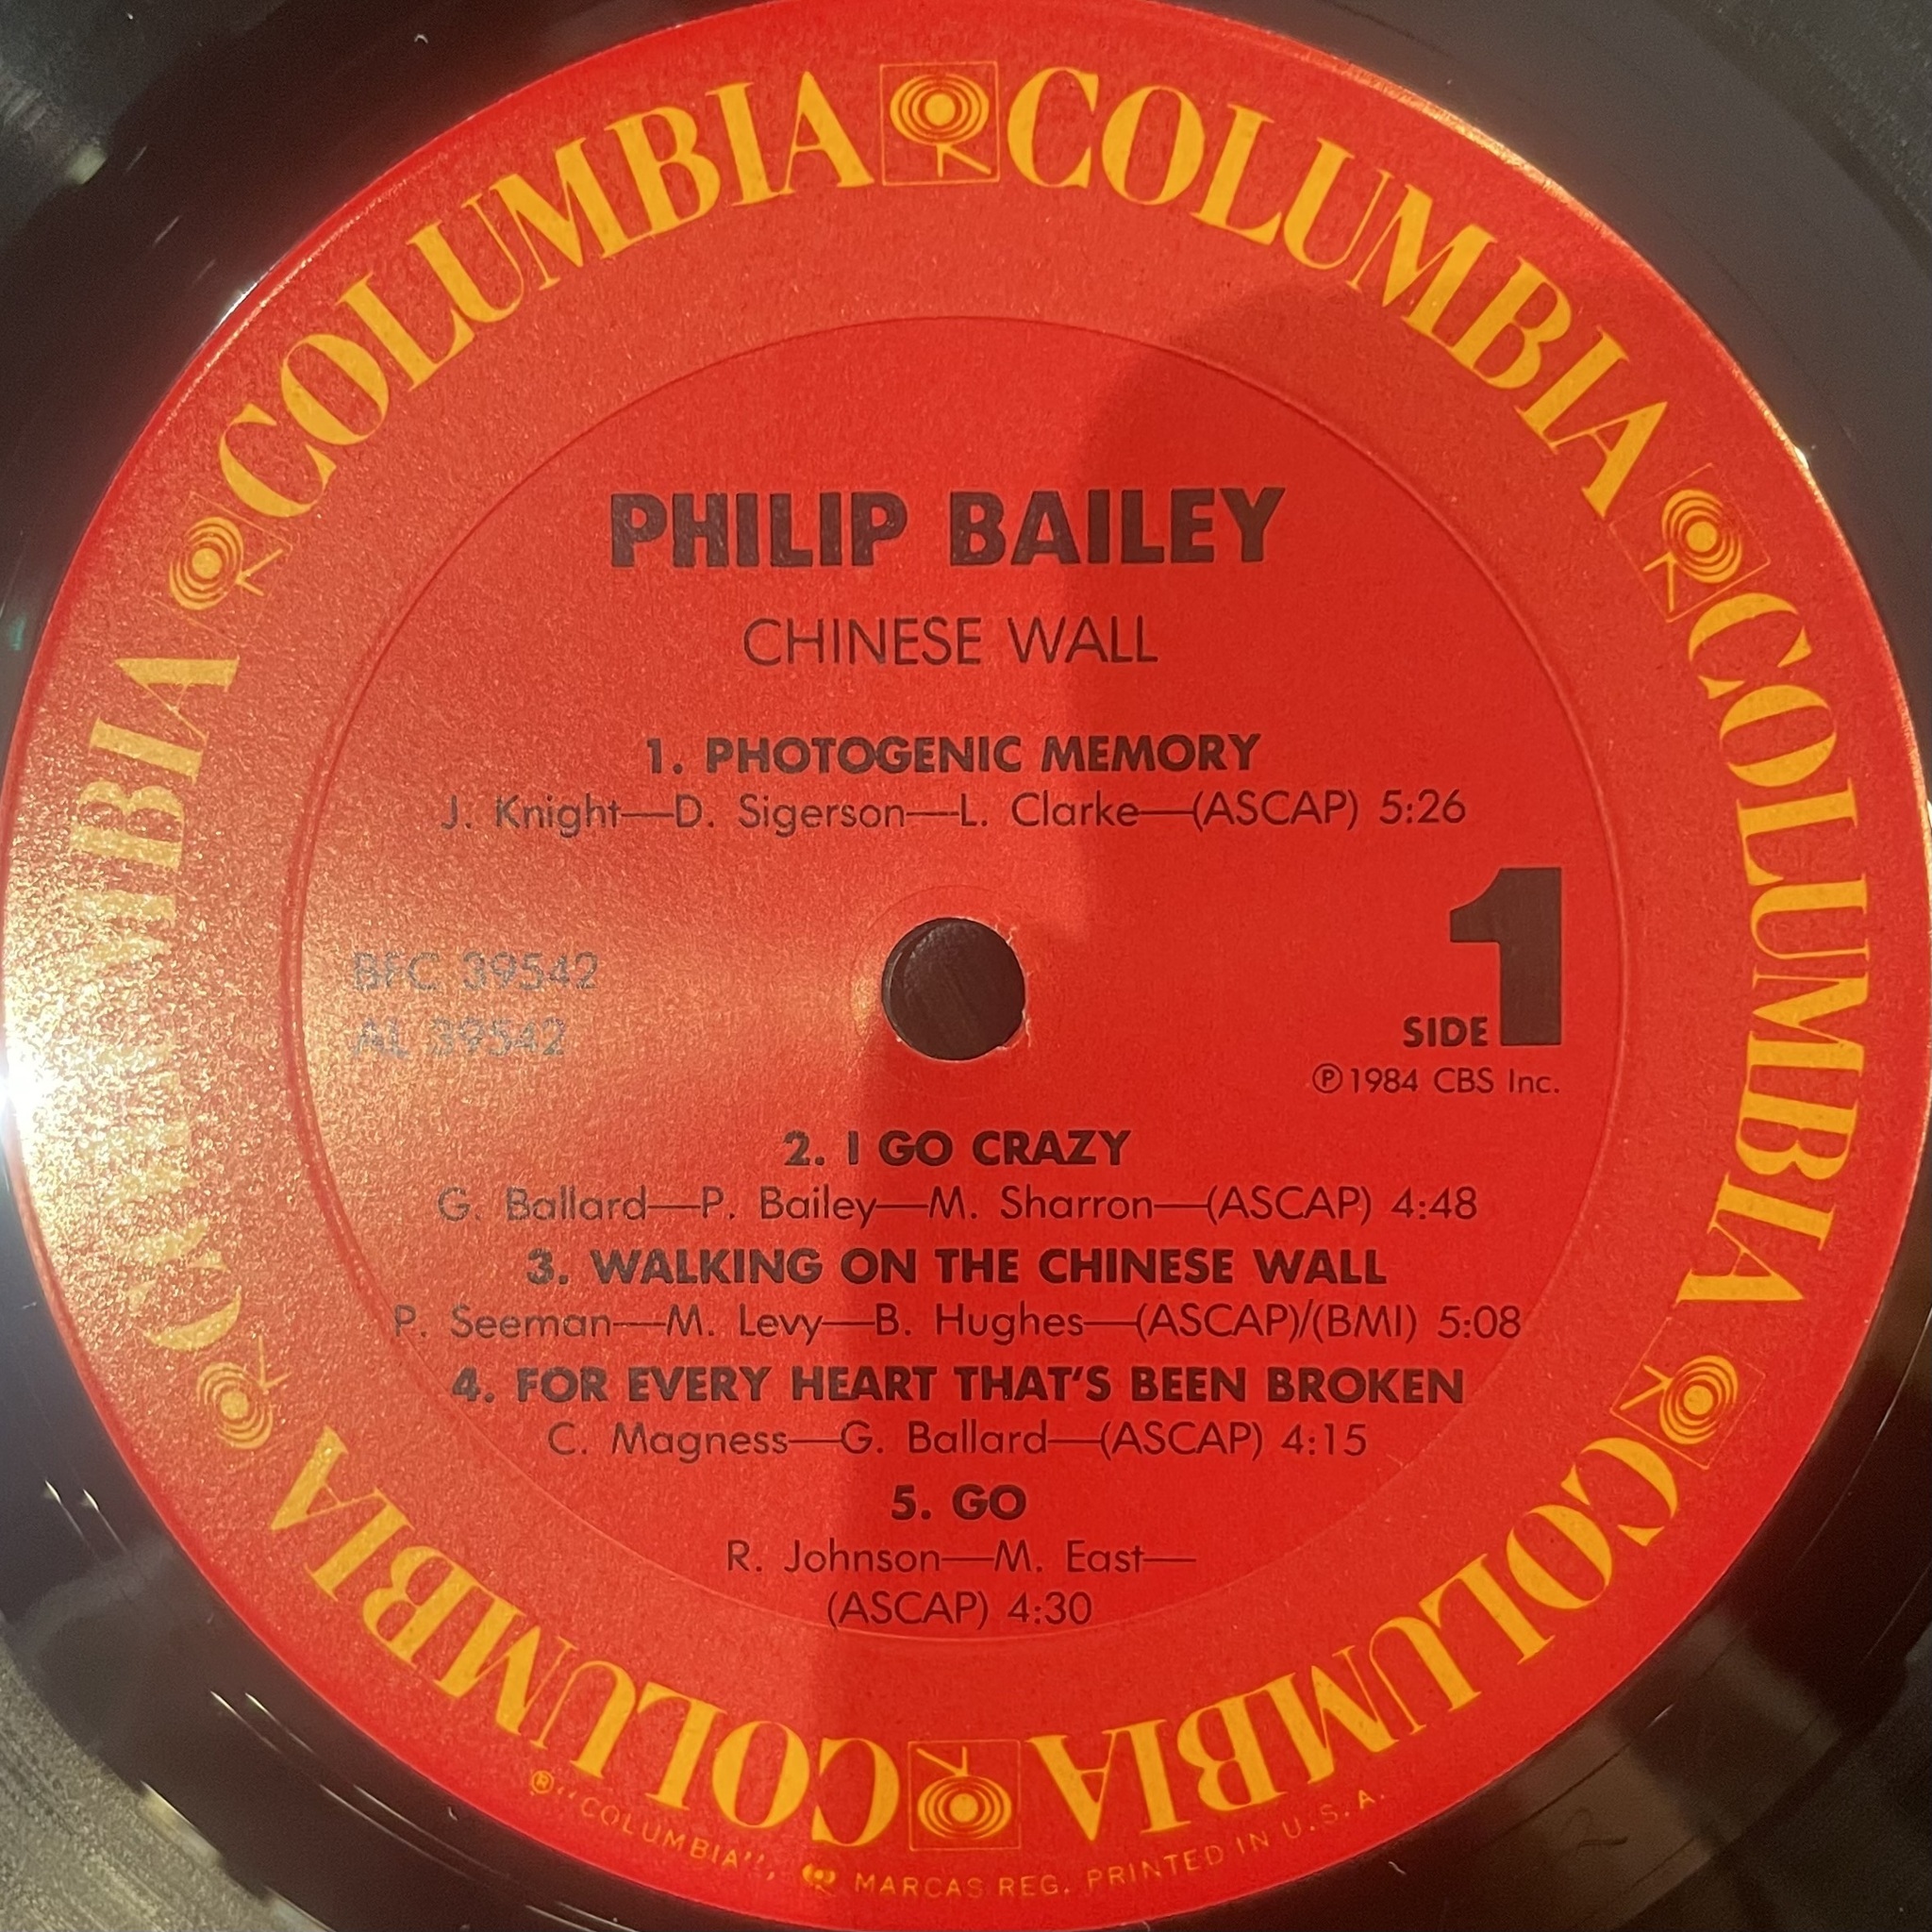 COLUMBIA COLUMBIA COLUMBIA COLUMBIA COLUMBIA COLUMBIA
PHILIP BAILEY
CHINESE WALL
1. PHOTOGENIC MEMORY
J. Knight—D. Sigerson—L. Clarke—(ASCAP) 5:26
BFC 39542
AL 39542
SIDE 1
℗1984 CBS Inc.
2. I GO CRAZY
G. Ballard—P. Bailey—M. Sharron—(ASCAP) 4:48
3. WALKING ON THE CHINESE WALL
P. Seeman—M. Levy—B. Hughes—(ASCAP)/(BMI) 5:08
4. FOR EVERY HEART THAT'S BEEN BROKEN
C. Magness—G. Ballard—(ASCAP) 4:15
5. GO
R. Johnson—M. East—
(ASCAP) 4:30
®"COLUMBIA", MARCAS REG. PRINTED IN U.S.A.